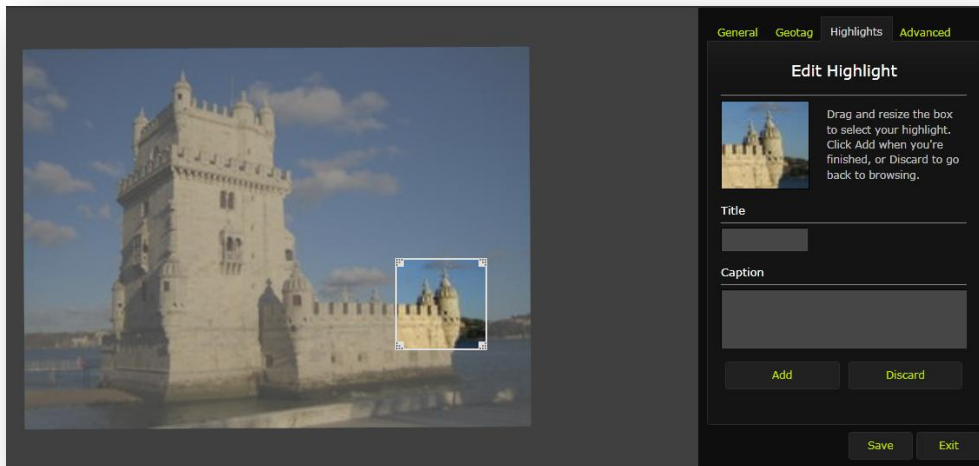 General Geotag Highlights Advanced
Edit Highlight
Drag and resize the box
to select your highlight.
Click Add when you're
finished, or Discard to go
back to browsing.
Title
Caption
Add Discard
Save Exit